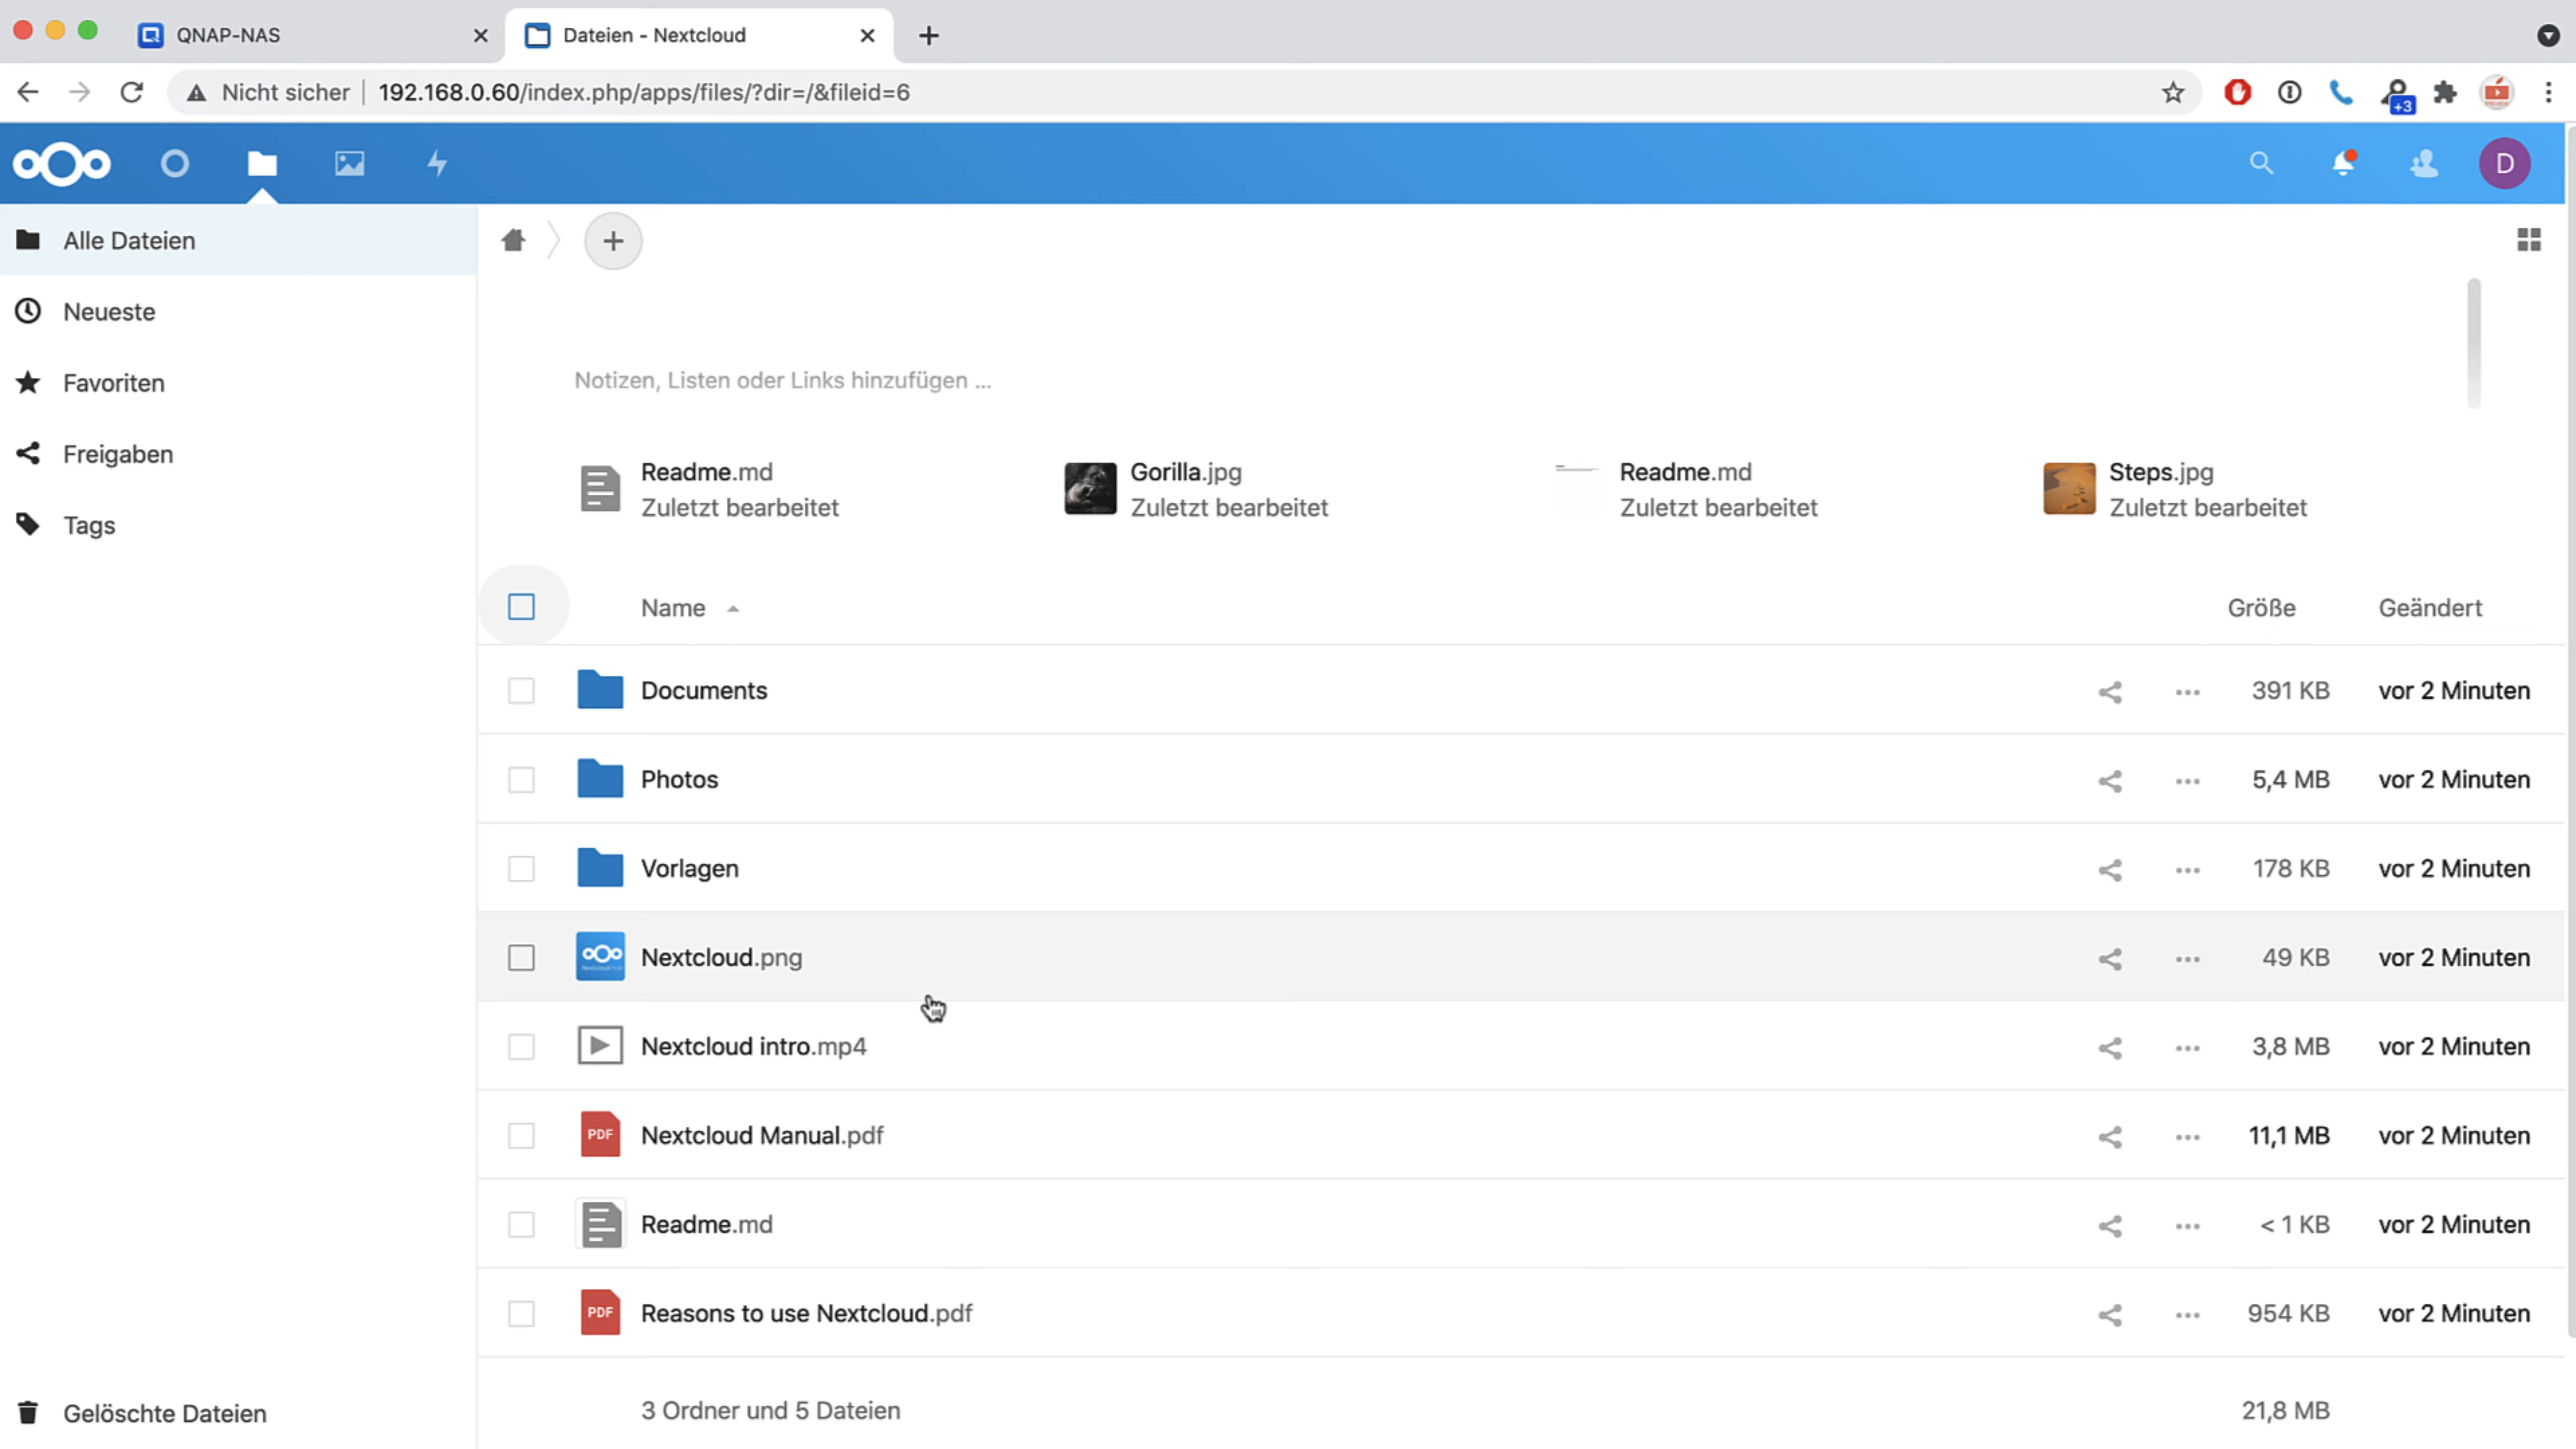 QNAP-NAS
Dateien - Nextcloud
Nicht sicher
192.168.0.60/index.php/apps/files/?dir=/&fileid=6
+3
D
Alle Dateien
Neueste
Favoriten
Freigaben
Tags
Notizen, Listen oder Links hinzufügen ...
Readme.md
Zuletzt bearbeitet
Gorilla.jpg
Zuletzt bearbeitet
Readme.md
Zuletzt bearbeitet
Steps.jpg
Zuletzt bearbeitet
Name Größe Geändert
Documents 391 KB vor 2 Minuten
Photos 5,4 MB vor 2 Minuten
Vorlagen 178 KB vor 2 Minuten
Nextcloud.png 49 KB vor 2 Minuten
Nextcloud intro.mp4 3,8 MB vor 2 Minuten
PDF Nextcloud Manual.pdf 11,1 MB vor 2 Minuten
Readme.md < 1 KB vor 2 Minuten
PDF Reasons to use Nextcloud.pdf 954 KB vor 2 Minuten
3 Ordner und 5 Dateien 21,8 MB
Gelöschte Dateien